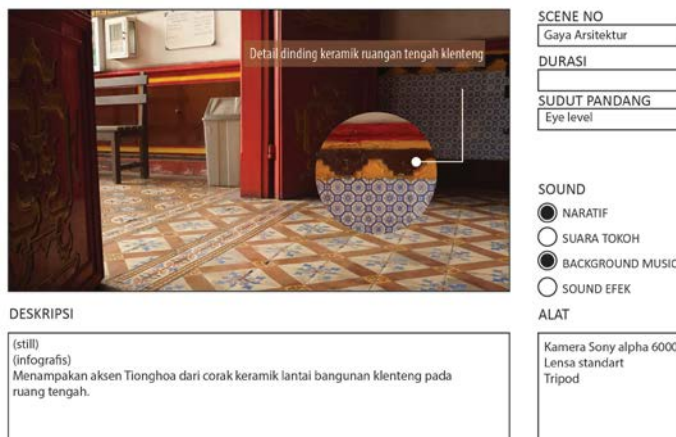 Detail dinding keramik ruangan tengah klenteng
SCENE NO
Gaya Arsitektur
DURASI
SUDUT PANDANG
Eye level
SOUND
NARATIF
SUARA TOKOH
BACKGROUND MUSIC
SOUND EFEK
DESKRIPSI
(still)
(infografis)
Menampakan aksen Tionghoa dari corak keramik lantai bangunan klenteng pada
ruang tengah.
ALAT
Kamera Sony alpha 6000
Lensa standart
Tripod